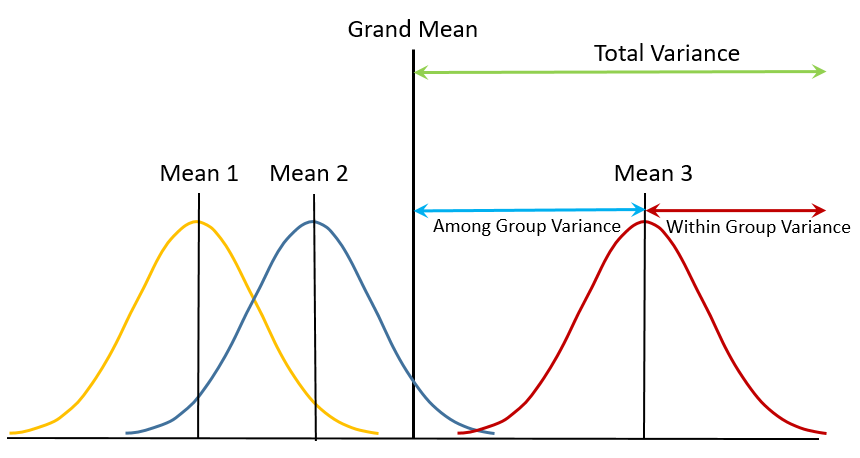 Grand Mean
Total Variance
Mean 1
Mean 2
Mean 3
Among Group Variance
Within Group Variance